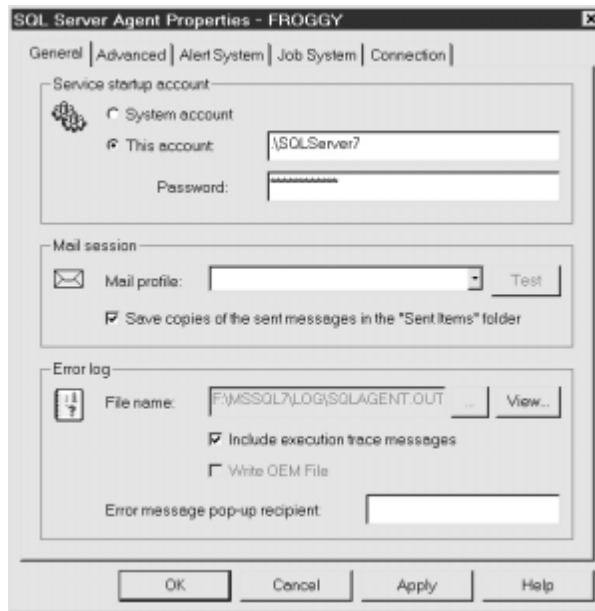 SQL Server Agent Properties - FROGGY
General Advanced Alert System Job System Connection
Service startup account
System account
This account: .\SQLServer7
Password: ************
Mail session
Mail profile: Test
Save copies of the sent messages in the "Sent Items" folder
Error log
File name: F:\MSSQL7\LOG\SQLAGENT.OUT ... View...
Include execution trace messages
Write OEM File
Error message pop-up recipient:
OK Cancel Apply Help